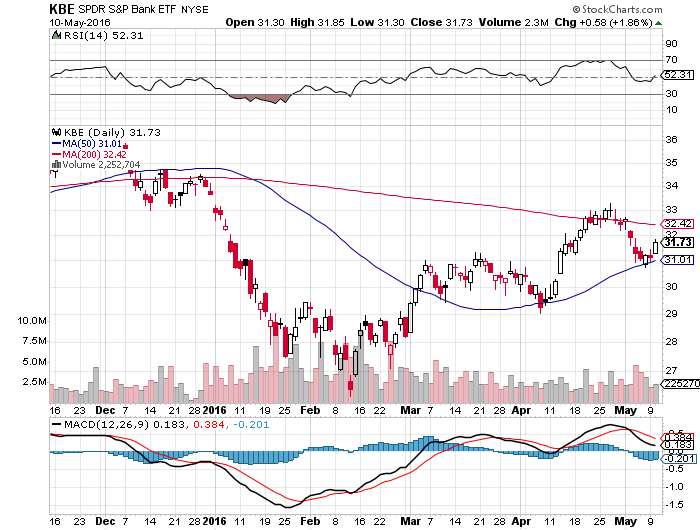 KBE SPDR S&P Bank ETF NYSE © StockCharts.com
10-May-2016 Open 31.30 High 31.85 Low 31.30 Close 31.73 Volume 2.3M Chg +0.58 (+1.86%)
RSI(14) 52.31
90
70
52.31
30
10
KBE (Daily) 31.73
MA(50) 31.01
MA(200) 32.42
Volume 2,252,704
36
35
34
33
32.42
32
31.73
31.01
30
29
28
27
2252704
10.0M
7.5M
5.0M
2.5M
16 23 Dec 7 14 21 28 2016 11 19 25 Feb 8 16 22 Mar 7 14 21 28 Apr 11 18 25 May 9
MACD(12,26,9) 0.183, 0.384, -0.201
0.5
0.384
0.183
-0.201
-0.5
-1.0
-1.5
16 23 Dec 7 14 21 28 2016 11 19 25 Feb 8 16 22 Mar 7 14 21 28 Apr 11 18 25 May 9